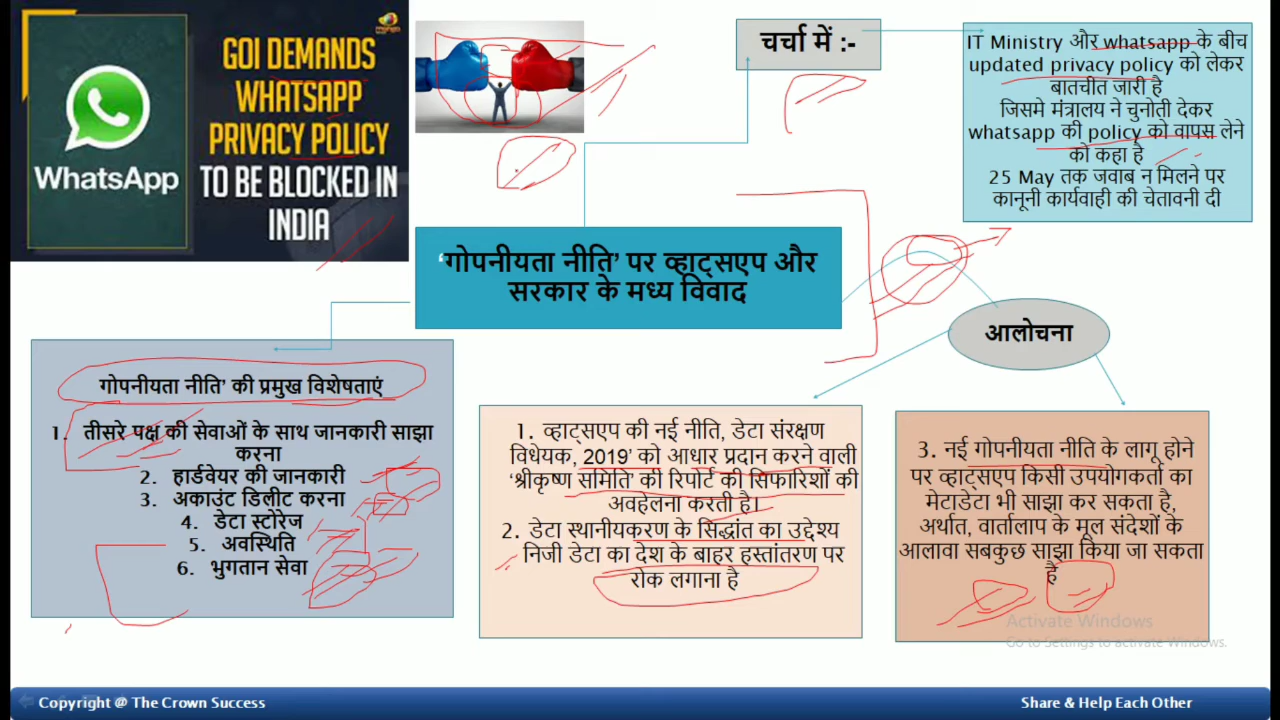 GOI DEMANDS
WHATSAPP
PRIVACY POLICY
TO BE BLOCKED IN
INDIA
WhatsApp
चर्चा में :-
IT Ministry और whatsapp के बीच
updated privacy policy को लेकर
बातचीत जारी है
जिसमे मंत्रालय ने चुनोती देकर
whatsapp की policy को वापस लेने
को कहा है
25 May तक जवाब न मिलने पर
कानूनी कार्यवाही की चेतावनी दी
‘गोपनीयता नीति’ पर व्हाट्सएप और
सरकार के मध्य विवाद
आलोचना
गोपनीयता नीति’ की प्रमुख विशेषताएं
1. तीसरे पक्ष की सेवाओं के साथ जानकारी साझा
करना
2. हार्डवेयर की जानकारी
3. अकाउंट डिलीट करना
4. डेटा स्टोरेज
5. अवस्थिति
6. भुगतान सेवा
1. व्हाट्सएप की नई नीति, डेटा संरक्षण
विधेयक, 2019’ को आधार प्रदान करने वाली
‘श्रीकृष्ण समिति’ की रिपोर्ट की सिफारिशों की
अवहेलना करती है।
2. डेटा स्थानीयकरण के सिद्धांत का उद्देश्य
निजी डेटा का देश के बाहर हस्तांतरण पर
रोक लगाना है
3. नई गोपनीयता नीति के लागू होने
पर व्हाट्सएप किसी उपयोगकर्ता का
मेटाडेटा भी साझा कर सकता है,
अर्थात, वार्तालाप के मूल संदेशों के
आलावा सबकुछ साझा किया जा सकता
है
Activate Windows
Go to Settings to activate Windows.
Copyright @ The Crown Success
Share & Help Each Other